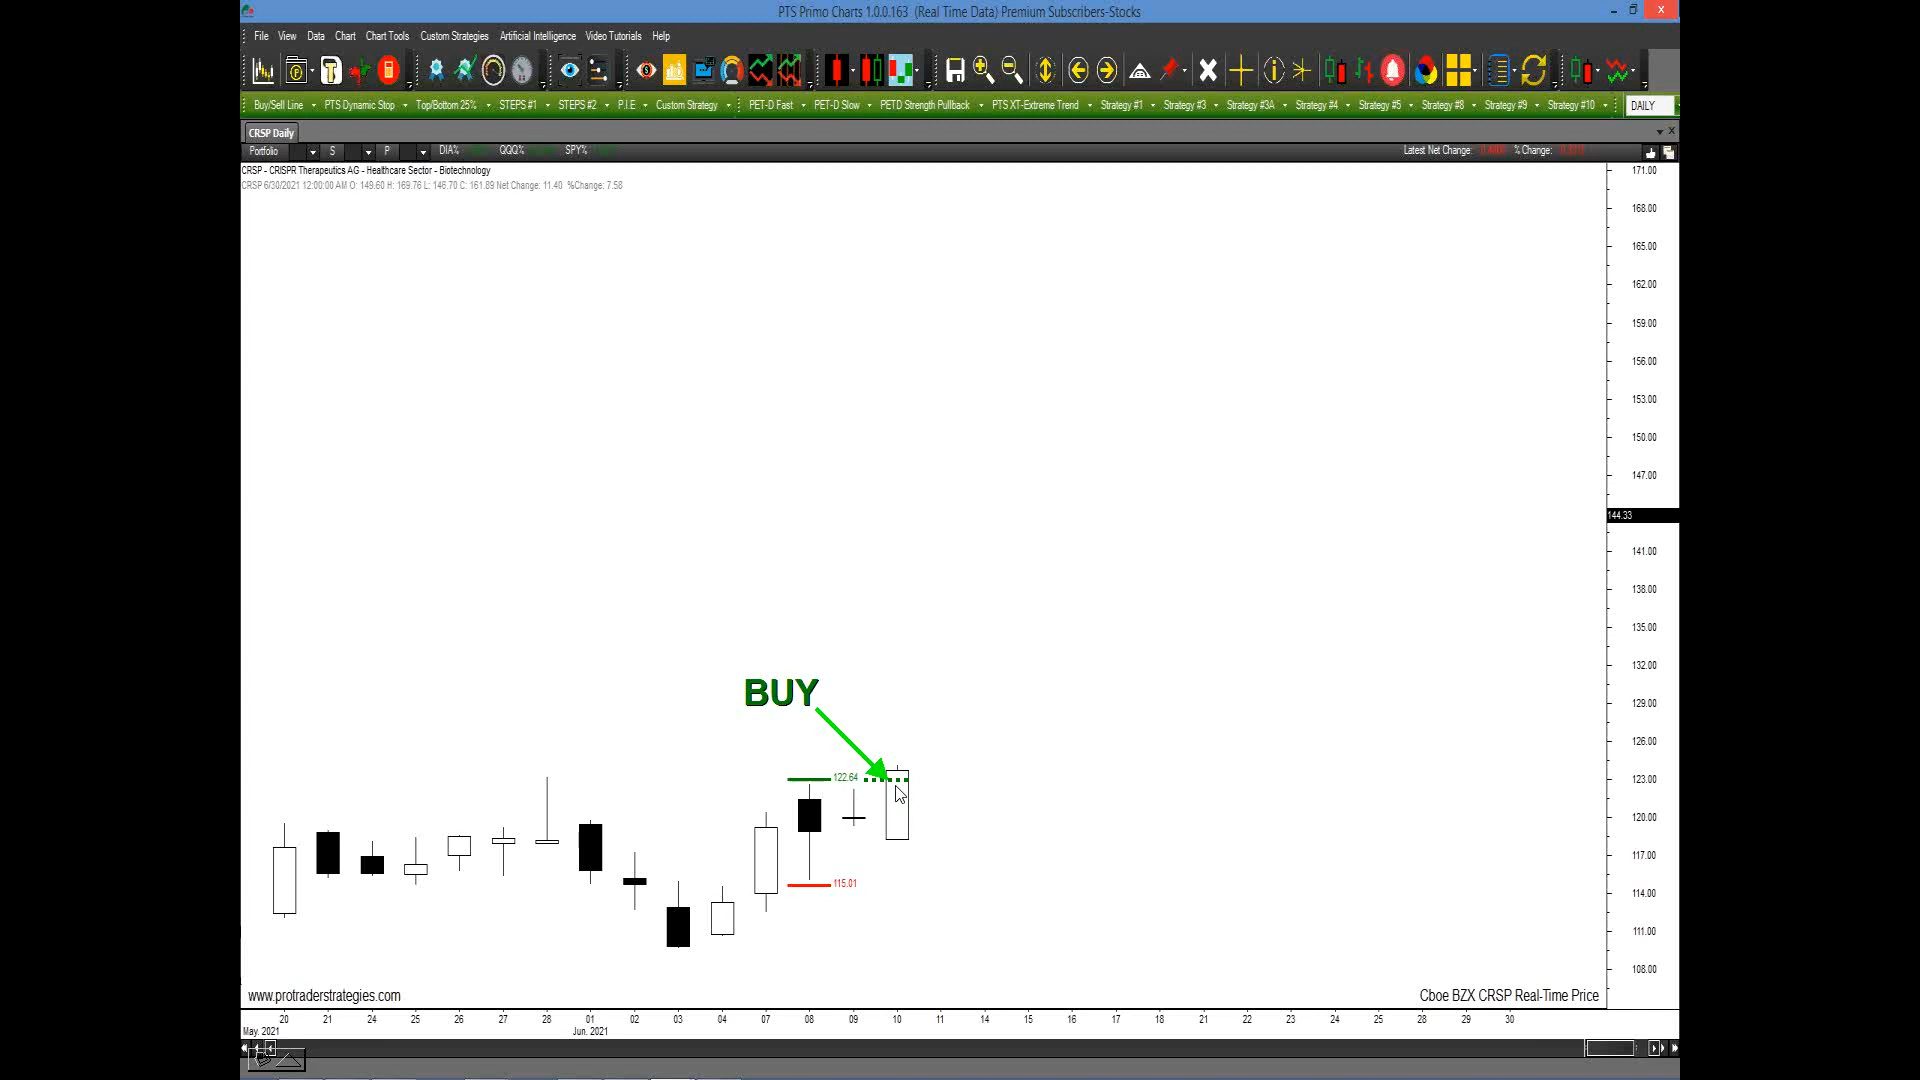 PTS Primo Charts 1.0.0.163 (Real Time Data) Premium Subscribers-Stocks
File View Data Chart Chart Tools Custom Strategies Artificial Intelligence Video Tutorials Help
Buy/Sell Line PTS Dynamic Stop Top/Bottom 25% STEPS #1 STEPS #2 P.I.E. Custom Strategy PET-D Fast PET-D Slow PETD Strength Pullback PTS XT-Extreme Trend Strategy #1 Strategy #3 Strategy #3A Strategy #4 Strategy #5 Strategy #8 Strategy #9 Strategy #10 DAILY
CRSP Daily
Portfolio S P DIA% QQQ% SPY% Latest Net Change: % Change:
CRSP - CRISPR Therapeutics AG - Healthcare Sector - Biotechnology
CRSP 6/30/2021 12:00:00 AM O: 149.60 H: 169.76 L: 146.70 C: 161.89 Net Change: 11.40 %Change: 7.58
171.00
168.00
165.00
162.00
159.00
156.00
153.00
150.00
147.00
144.33
141.00
138.00
135.00
132.00
129.00
126.00
123.00
120.00
117.00
114.00
111.00
108.00
BUY
122.64
115.01
www.protraderstrategies.com
Cboe BZX CRSP Real-Time Price
20 21 24 25 26 27 28 01 02 03 04 07 08 09 10 11 14 15 16 17 18 21 22 23 24 25 28 29 30
May. 2021 Jun. 2021